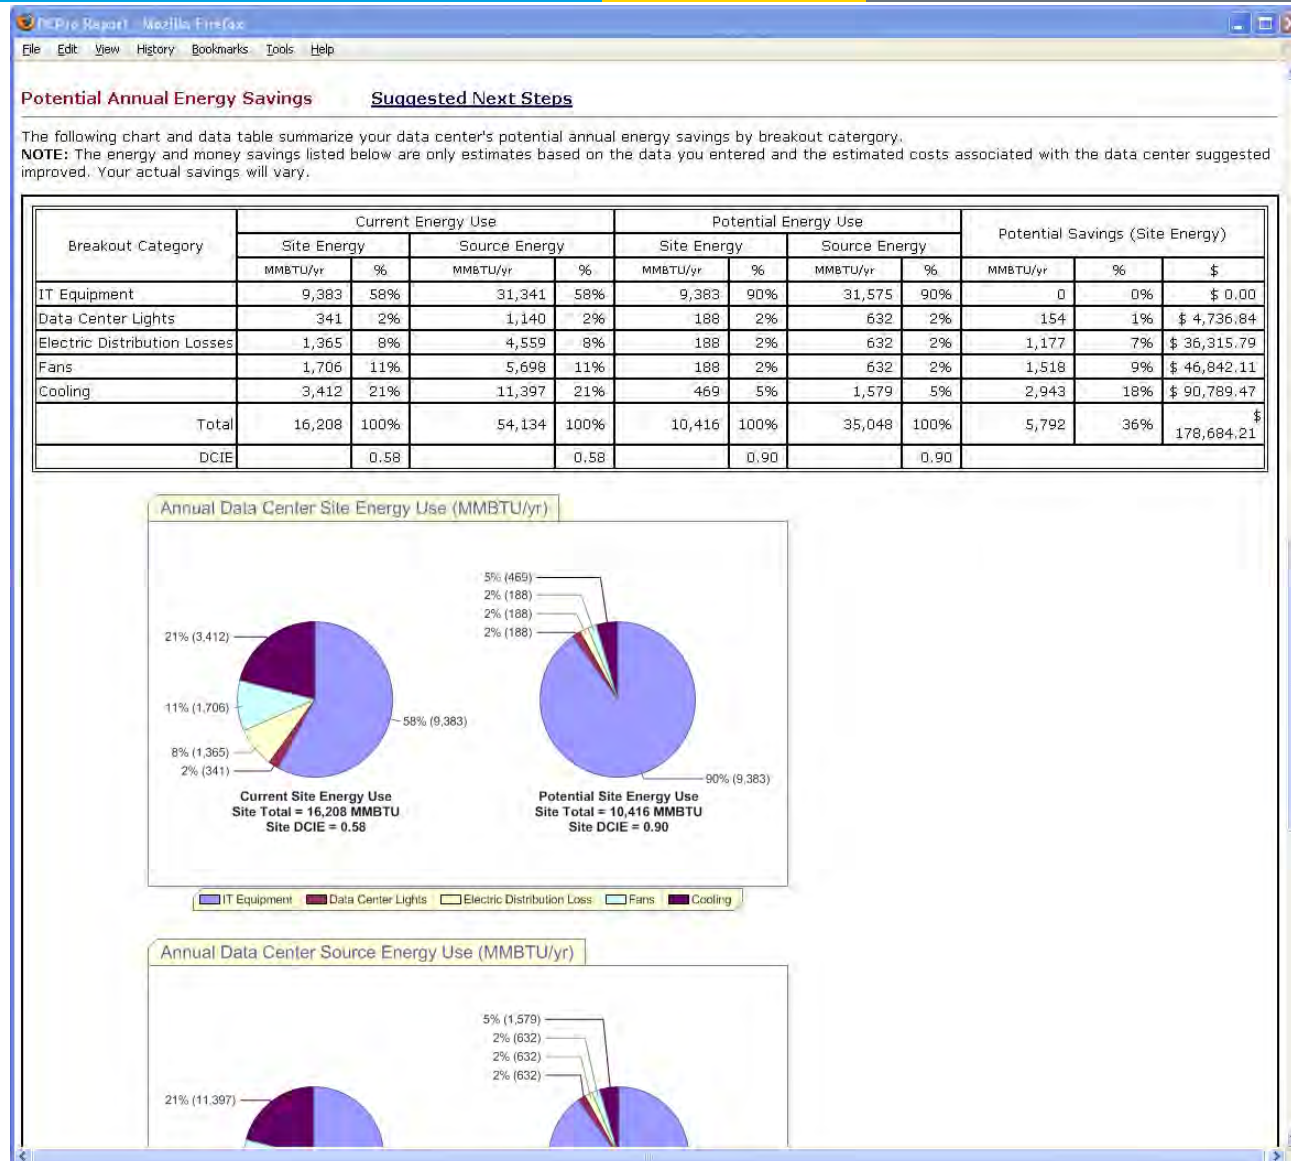 DCPro Report - Mozilla Firefox
File Edit View History Bookmarks Tools Help
Potential Annual Energy Savings Suggested Next Steps
The following chart and data table summarize your data center's potential annual energy savings by breakout catergory.
NOTE: The energy and money savings listed below are only estimates based on the data you entered and the estimated costs associated with the data center suggested
improved. Your actual savings will vary.
Breakout Category Current Energy Use Potential Energy Use Potential Savings (Site Energy)
Site Energy Source Energy Site Energy Source Energy
MMBTU/yr % MMBTU/yr % MMBTU/yr % MMBTU/yr % MMBTU/yr % $
IT Equipment 9,383 58% 31,341 58% 9,383 90% 31,575 90% 0 0% $ 0.00
Data Center Lights 341 2% 1,140 2% 188 2% 632 2% 154 1% $ 4,736.84
Electric Distribution Losses 1,365 8% 4,559 8% 188 2% 632 2% 1,177 7% $ 36,315.79
Fans 1,706 11% 5,698 11% 188 2% 632 2% 1,518 9% $ 46,842.11
Cooling 3,412 21% 11,397 21% 469 5% 1,579 5% 2,943 18% $ 90,789.47
Total 16,208 100% 54,134 100% 10,416 100% 35,048 100% 5,792 36% $
178,684.21
DCIE 0.58 0.58 0.90 0.90
Annual Data Center Site Energy Use (MMBTU/yr)
21% (3,412)
11% (1,706)
8% (1,365)
2% (341)
58% (9,383)
Current Site Energy Use
Site Total = 16,208 MMBTU
Site DCIE = 0.58
5% (469)
2% (188)
2% (188)
2% (188)
90% (9,383)
Potential Site Energy Use
Site Total = 10,416 MMBTU
Site DCIE = 0.90
IT Equipment Data Center Lights Electric Distribution Loss Fans Cooling
Annual Data Center Source Energy Use (MMBTU/yr)
21% (11,397)
5% (1,579)
2% (632)
2% (632)
2% (632)